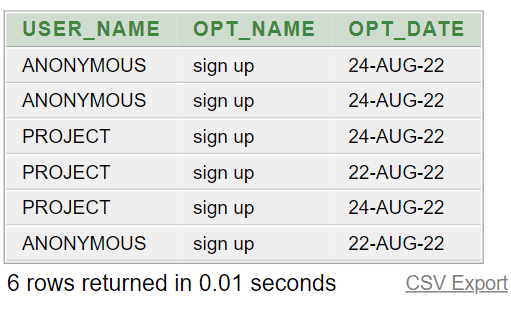 USER_NAME OPT_NAME OPT_DATE
ANONYMOUS sign up 24-AUG-22
ANONYMOUS sign up 24-AUG-22
PROJECT sign up 24-AUG-22
PROJECT sign up 22-AUG-22
PROJECT sign up 24-AUG-22
ANONYMOUS sign up 22-AUG-22
6 rows returned in 0.01 seconds CSV Export